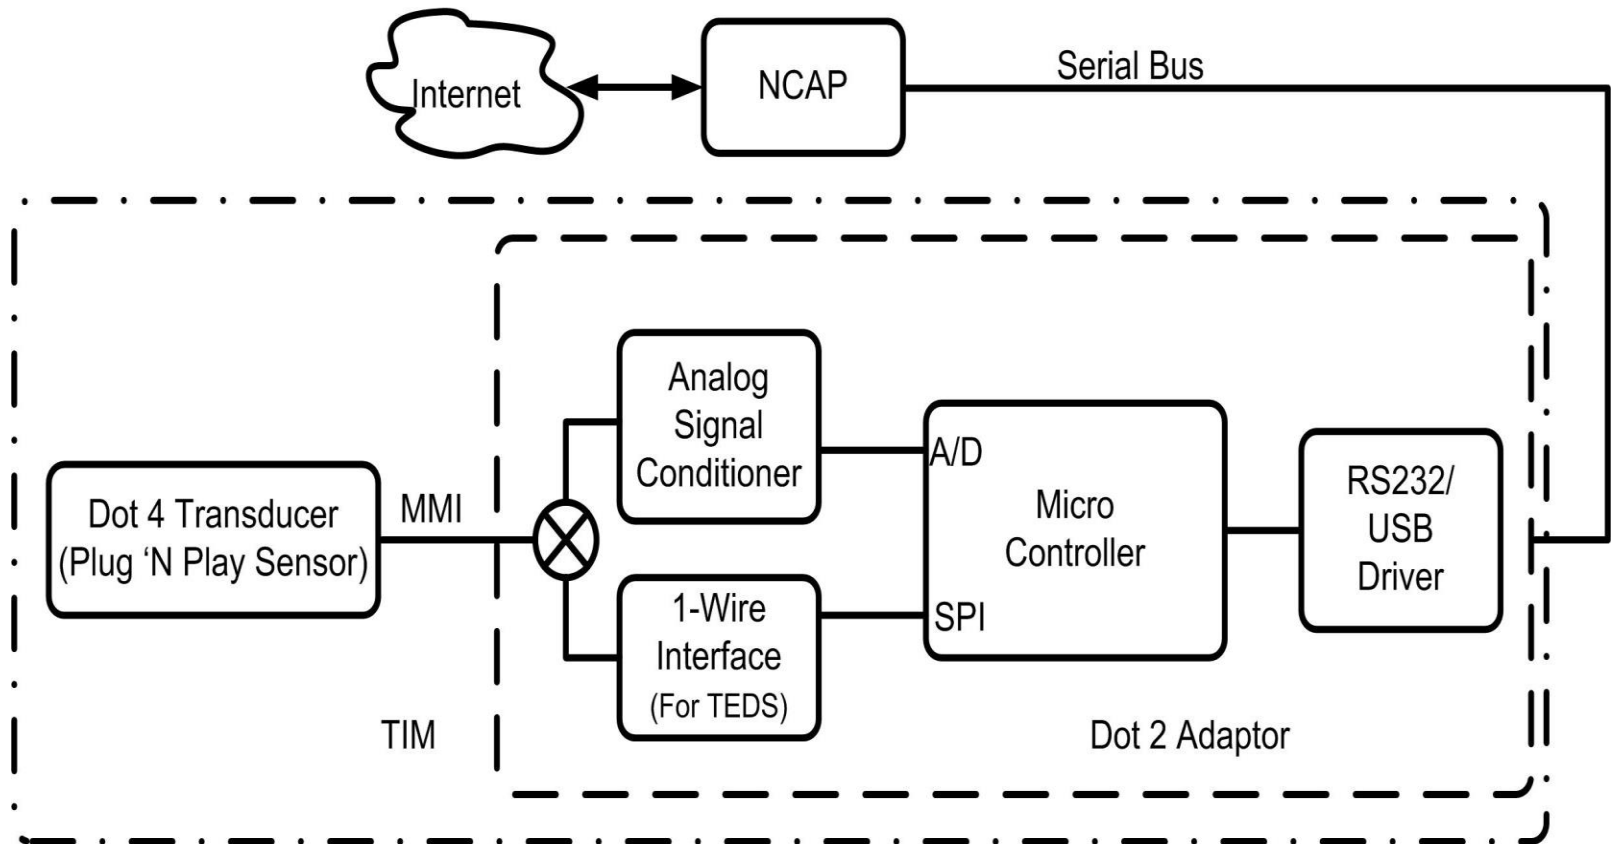 Internet
NCAP
Serial Bus
Dot 4 Transducer
(Plug ‘N Play Sensor)
MMI
Analog
Signal
Conditioner
1-Wire
Interface
(For TEDS)
A/D
SPI
Micro
Controller
RS232/
USB
Driver
TIM
Dot 2 Adaptor